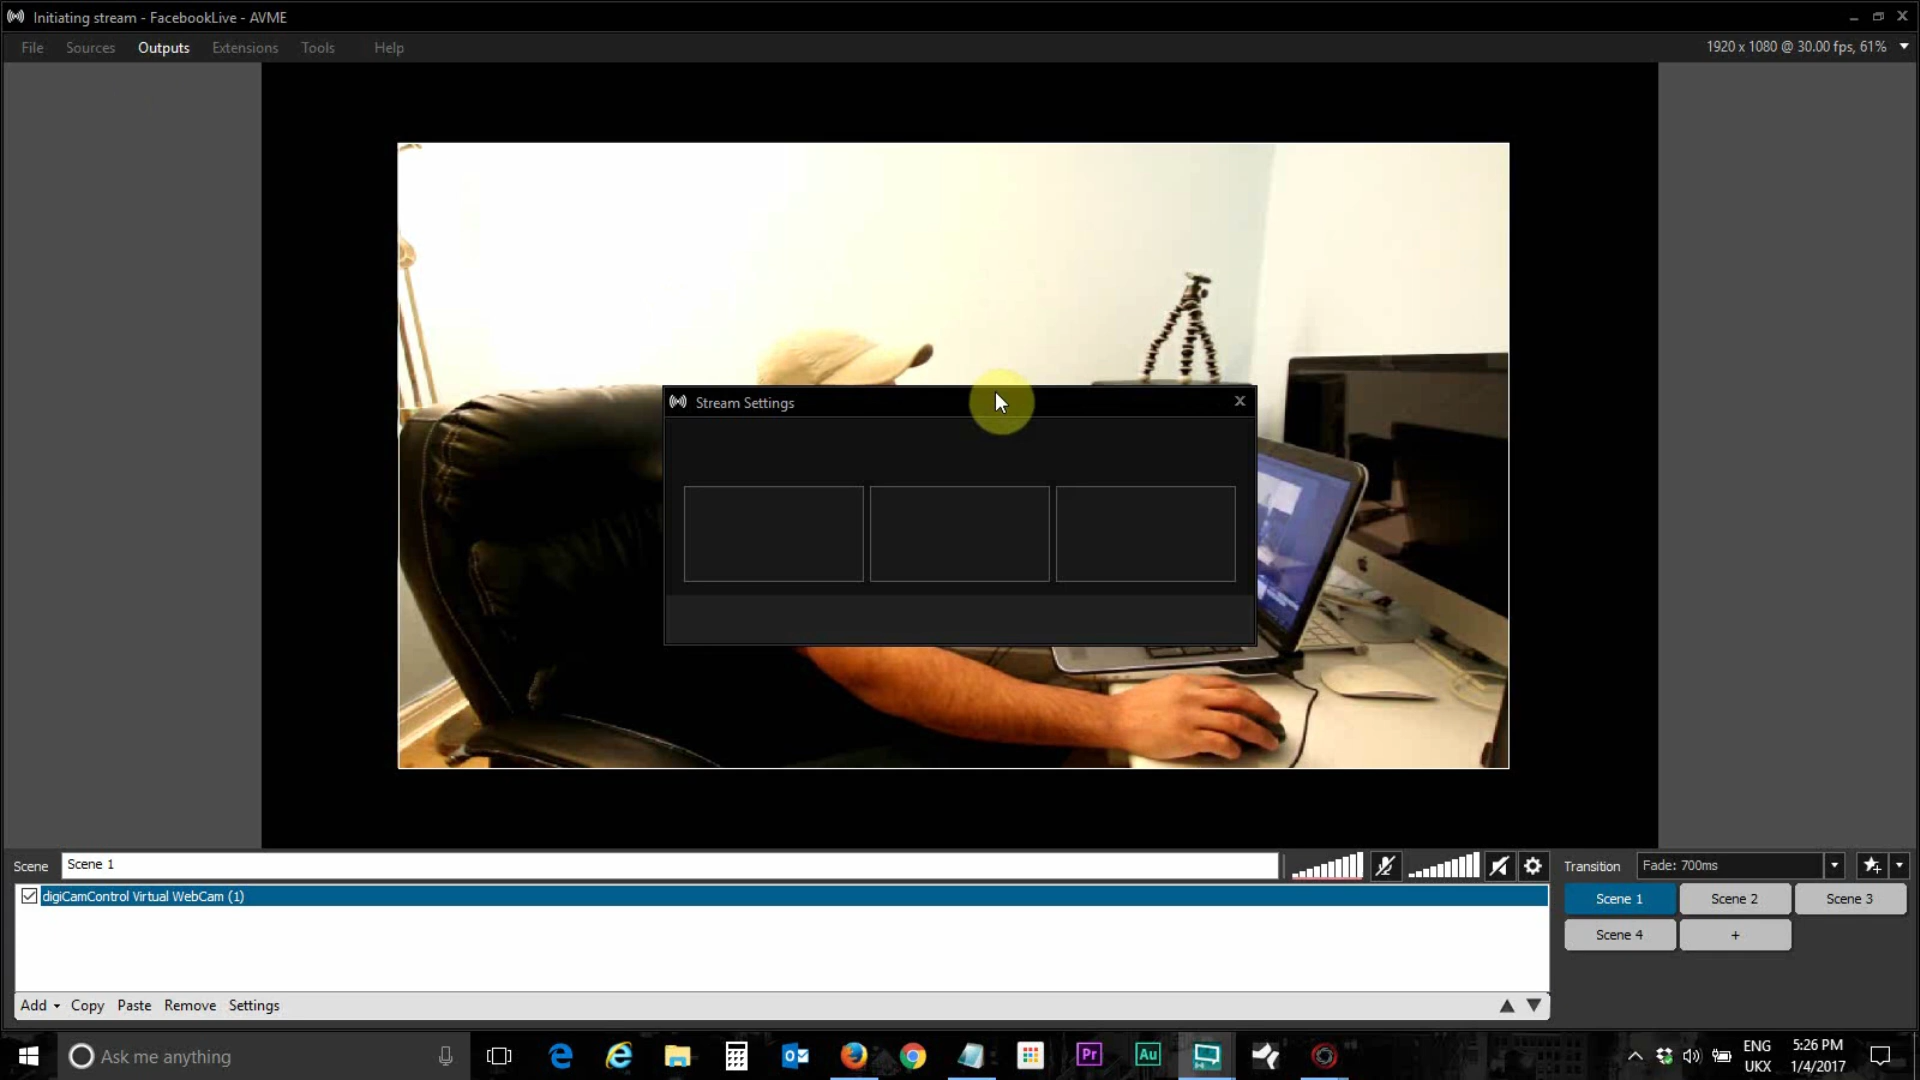 Initiating stream - FacebookLive - AVME
File Sources Outputs Extensions Tools Help
1920 x 1080 @ 30.00 fps, 61%
Stream Settings
Scene Scene 1
Transition Fade: 700ms
digiCamControl Virtual WebCam (1)
Scene 1 Scene 2 Scene 3
Scene 4 +
Add Copy Paste Remove Settings
Ask me anything
Pr
Au
ENG
UKX
5:26 PM
1/4/2017